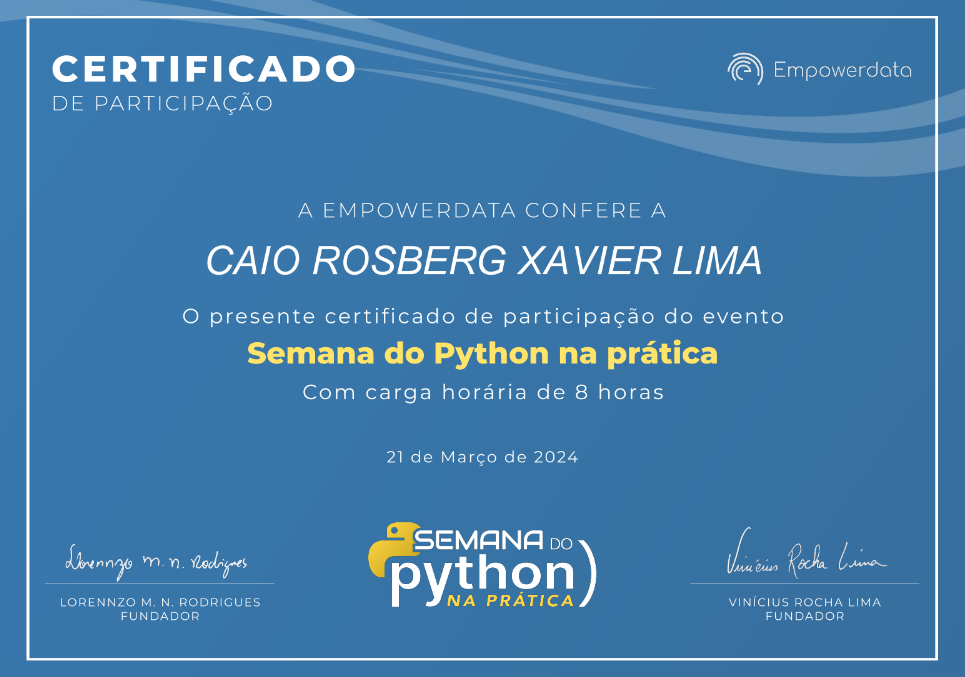 CERTIFICADO
DE PARTICIPAÇÃO
Empowerdata
A EMPOWERDATA CONFERE A
CAIO ROSBERG XAVIER LIMA
O presente certificado de participação do evento
Semana do Python na prática
Com carga horária de 8 horas
21 de Março de 2024
Lorennzo M. N. Rodrigues
LORENNZO M. N. RODRIGUES
FUNDADOR
SEMANA DO
python)
NA PRÁTICA
Vinícius Rocha Lima
VINÍCIUS ROCHA LIMA
FUNDADOR